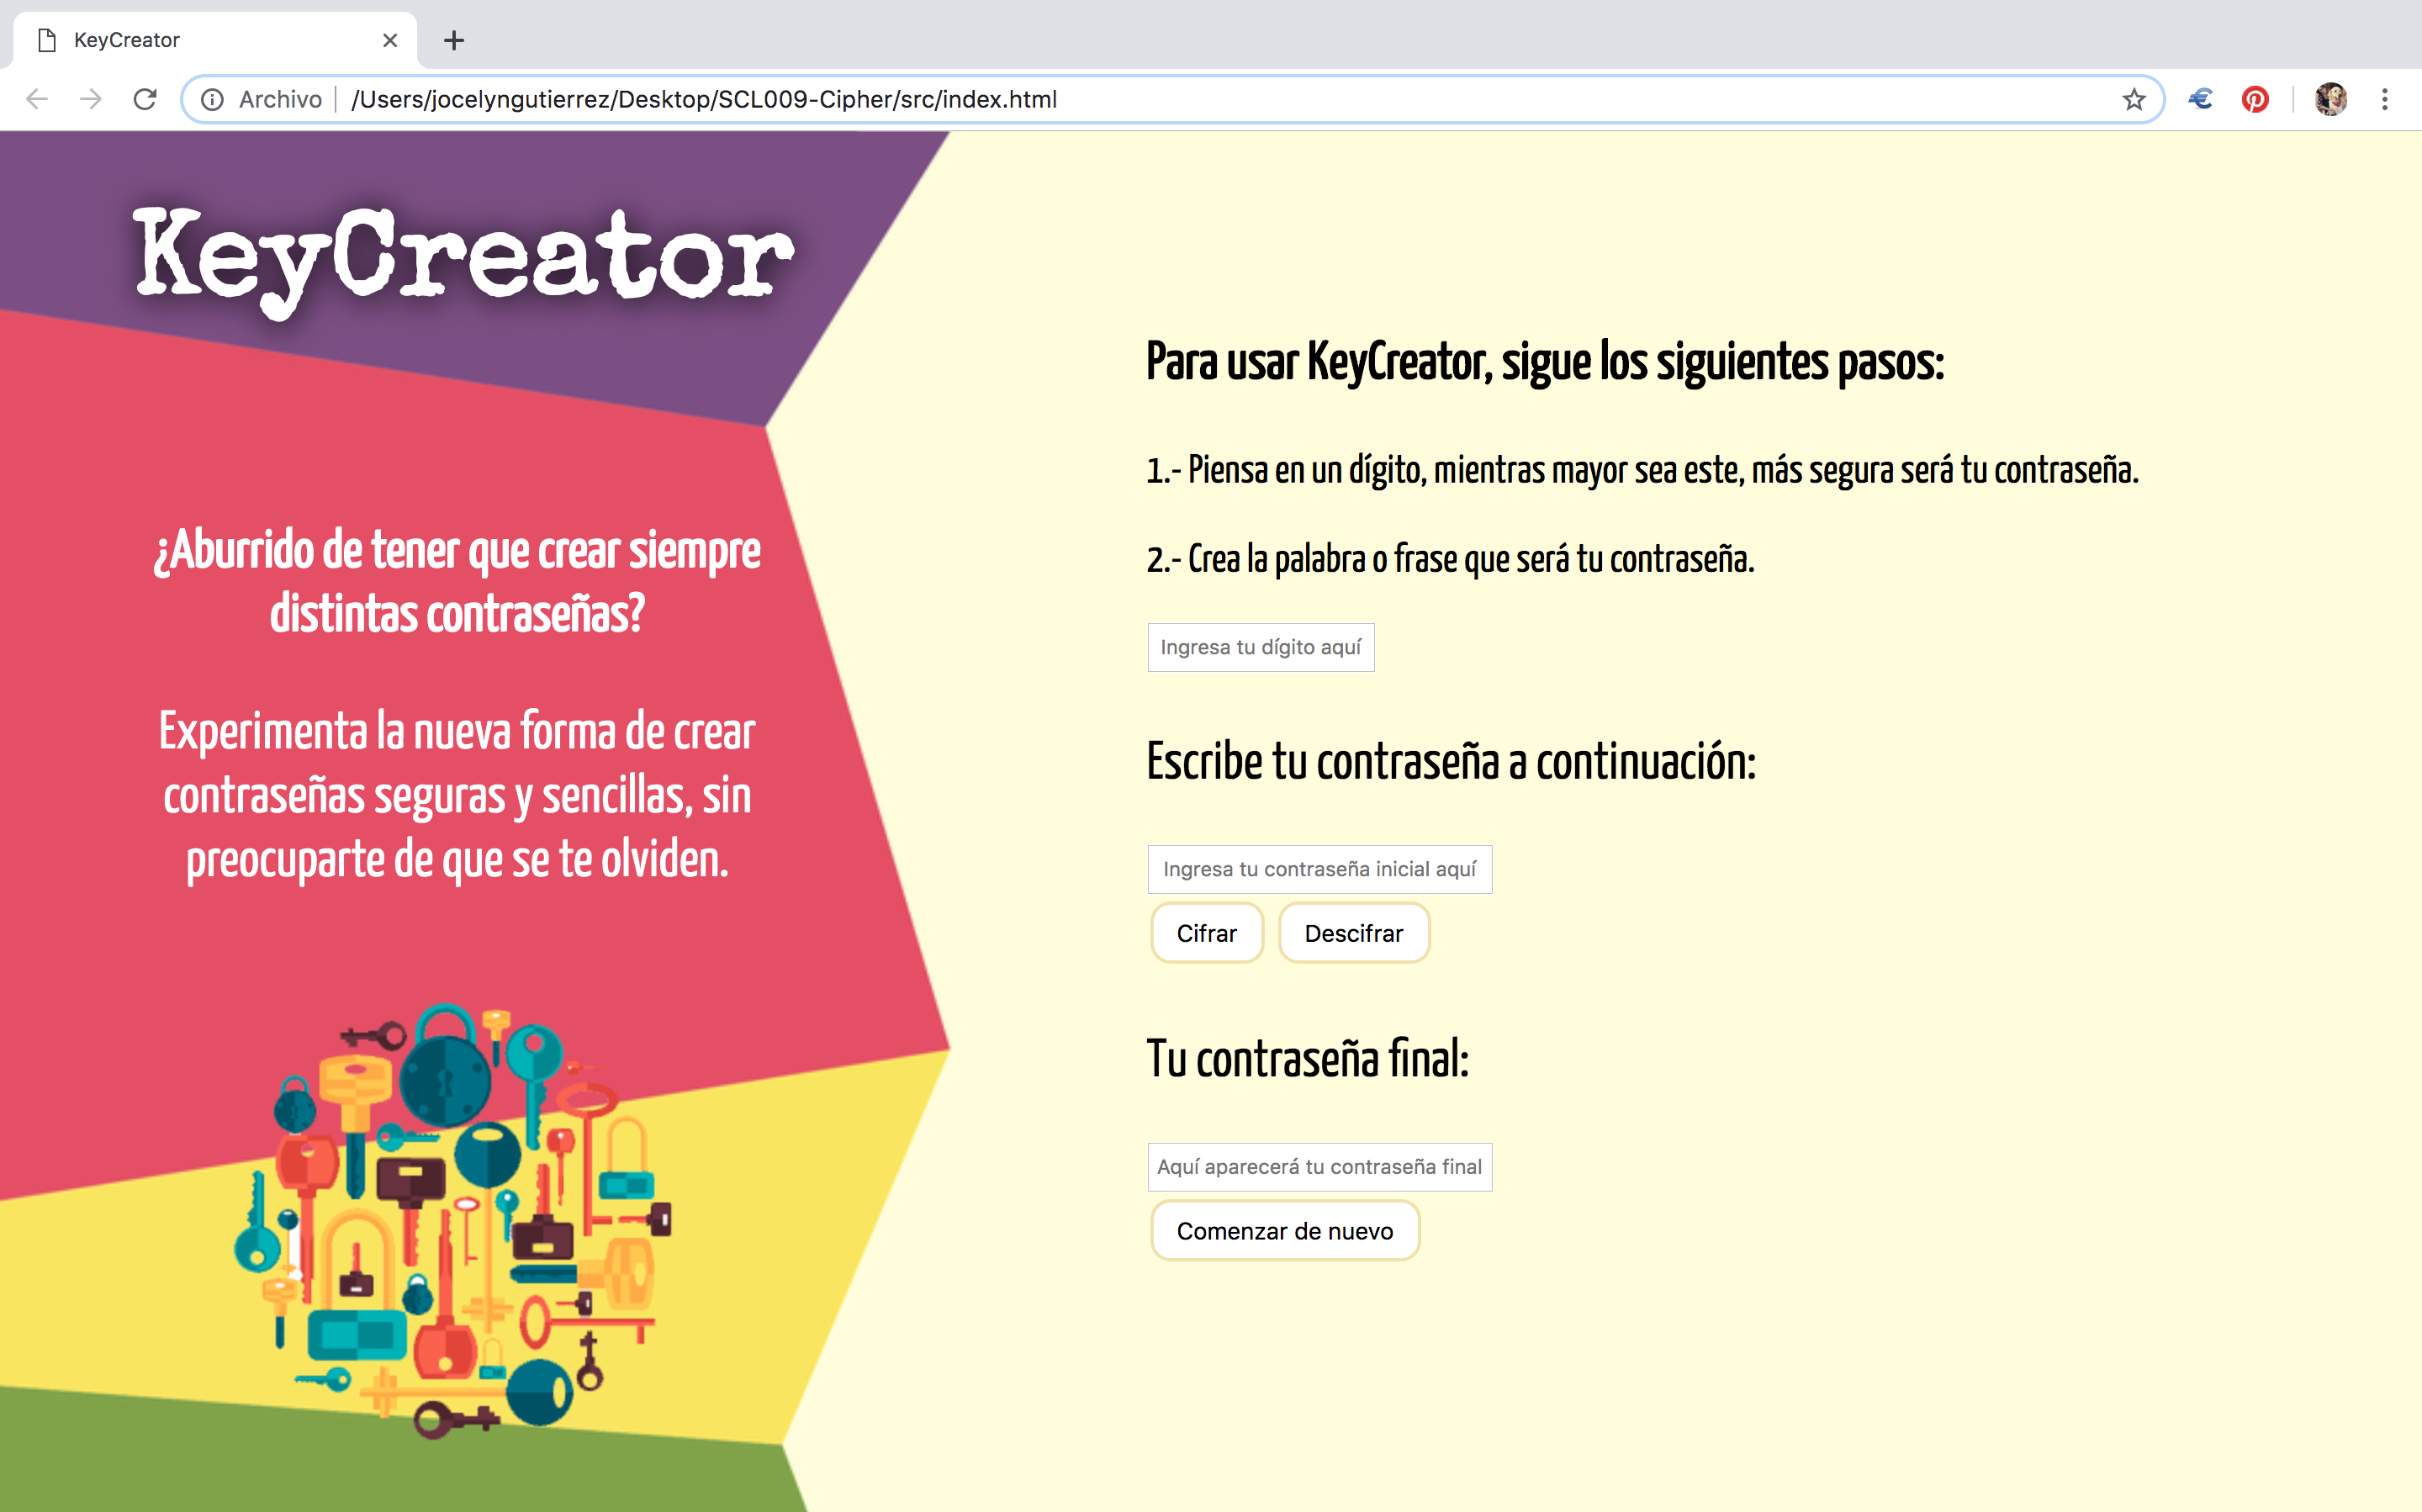 KeyCreator
Archivo
/Users/jocelyngutierrez/Desktop/SCL009-Cipher/src/index.html
KeyCreator
¿Aburrido de tener que crear siempre
distintas contraseñas?
Experimenta la nueva forma de crear
contraseñas seguras y sencillas, sin
preocuparte de que se te olviden.
Para usar KeyCreator, sigue los siguientes pasos:
1.- Piensa en un dígito, mientras mayor sea este, más segura será tu contraseña.
2.- Crea la palabra o frase que será tu contraseña.
Ingresa tu dígito aquí
Escribe tu contraseña a continuación:
Ingresa tu contraseña inicial aquí
Cifrar
Descifrar
Tu contraseña final:
Aquí aparecerá tu contraseña final
Comenzar de nuevo